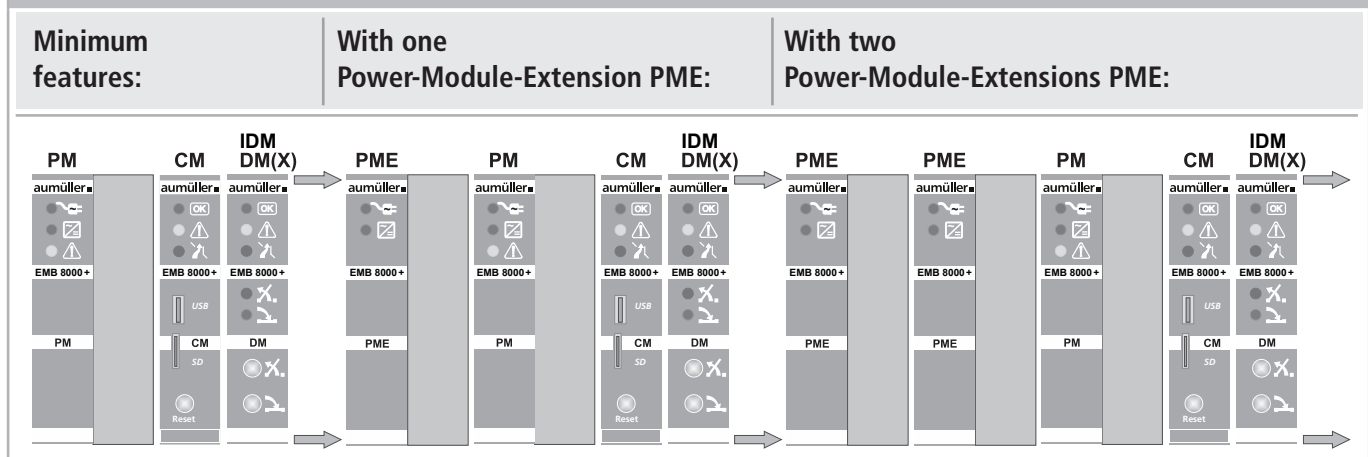 Minimum
features:
With one
Power-Module-Extension PME:
With two
Power-Module-Extensions PME:
PM
CM
IDM
DM(X)
PME
PM
CM
IDM
DM(X)
PME
PME
PM
CM
IDM
DM(X)
aumüller
aumüller
aumüller
aumüller
aumüller
aumüller
aumüller
aumüller
aumüller
aumüller
aumüller
aumüller
OK
OK
OK
OK
OK
OK
EMB 8000+
EMB 8000+
EMB 8000+
EMB 8000+
EMB 8000+
EMB 8000+
EMB 8000+
EMB 8000+
EMB 8000+
EMB 8000+
EMB 8000+
EMB 8000+
USB
USB
USB
PM
CM
DM
PME
PM
CM
DM
PME
PME
PM
CM
DM
SD
SD
SD
Reset
Reset
Reset